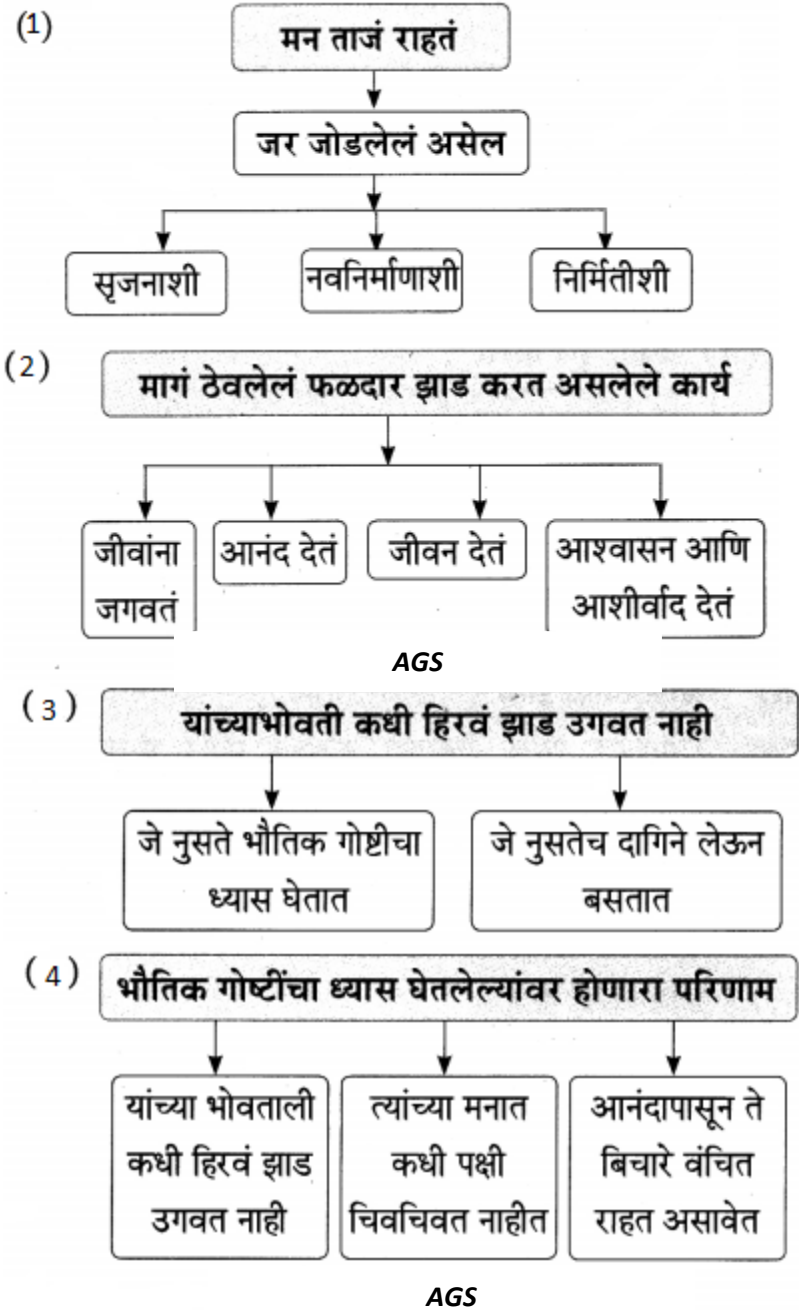 (1)
मन ताजं राहतं
जर जोडलेलं असेल
सृजनाशी नवनिर्माणाशी निर्मितीशी
(2)
मागं ठेवलेलं फळदार झाड करत असलेले कार्य
जीवांना
जगवतं
आनंद देतं
जीवन देतं
आश्वासन आणि
आशीर्वाद देतं
AGS
(3)
यांच्याभोवती कधी हिरवं झाड उगवत नाही
जे नुसते भौतिक गोष्टीचा
ध्यास घेतात
जे नुसतेच दागिने लेऊन
बसतात
(4)
भौतिक गोष्टींचा ध्यास घेतलेल्यांवर होणारा परिणाम
यांच्या भोवताली
कधी हिरवं झाड
उगवत नाही
त्यांच्या मनात
कधी पक्षी
चिवचिवत नाहीत
आनंदापासून ते
बिचारे वंचित
राहत असावेत
AGS